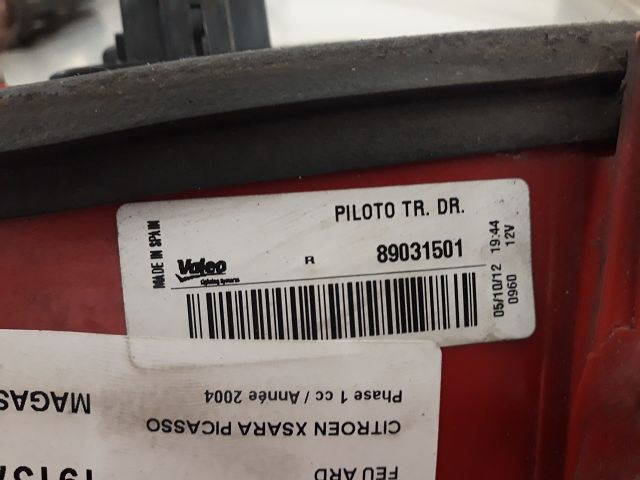 PILOTO TR. DR.
MADE IN SPAIN
Valeo
lighting systems
R 89031501
05/10/12 19:44
0960 12V
FEU ARD
CITROEN XSARA PICASSO
Phase 1 cc / Année 2004